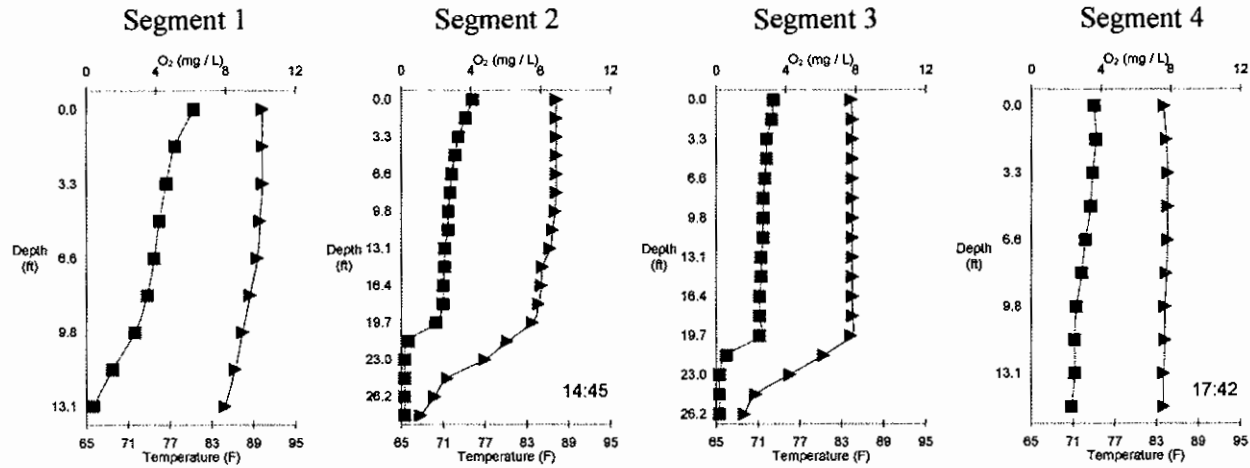 Segment 1
O₂ (mg / L)
0 4 8 12
0.0
3.3
Depth
(ft)
6.6
9.8
13.1
65 71 77 83 89 95
Temperature (F)
Segment 2
O₂ (mg / L)
0 4 8 12
0.0
3.3
6.6
9.8
Depth
(ft)
13.1
16.4
19.7
23.0
26.2
14:45
65 71 77 83 89 95
Temperature (F)
Segment 3
O₂ (mg / L)
0 4 8 12
0.0
3.3
6.6
9.8
Depth
(ft)
13.1
16.4
19.7
23.0
26.2
65 71 77 83 89 95
Temperature (F)
Segment 4
O₂ (mg / L)
0 4 8 12
0.0
3.3
Depth
(ft)
6.6
9.8
13.1
17:42
65 71 77 83 89 95
Temperature (F)